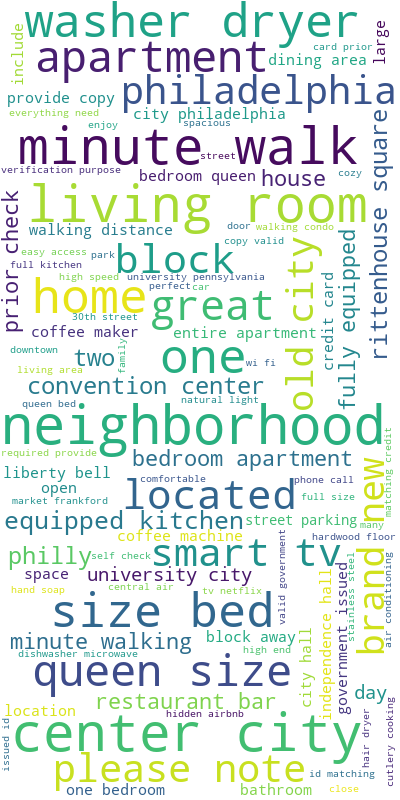 washer dryer
include
card prior
large
apartment
dining area
philadelphia
provide copy
city philadelphia
everything need
enjoy
spacious
minute walk
street
verification purpose
bedroom queen
house
cozy
rittenhouse square
living room
prior check
walking distance
door
walking condo
copy valid
block
old city
easy access
park
full kitchen
university pennsylvania
high speed
perfect
car
home
great
credit card
fully equipped
30th street
coffee maker
entire apartment
downtown
family
two
one
wi fi
living area
convention center
queen bed
natural light
neighborhood
required provide
bedroom apartment
matching credit
liberty bell
comfortable
phone call
open
located
full size
brand new
market frankford
many
equipped kitchen
street parking
coffee machine
hardwood floor
philly
self check
smart tv
stainless steel
air conditioning
space
university city
valid government
hand soap
central air
tv netflix
size bed
independence hall
government issued
minute walking
block away
city hall
dishwasher microwave
high end
queen size
day
restaurant bar
location
hidden airbnb
hair dryer
cutlery cooking
issued id
center city
please note
id matching
one bedroom
bathroom
close